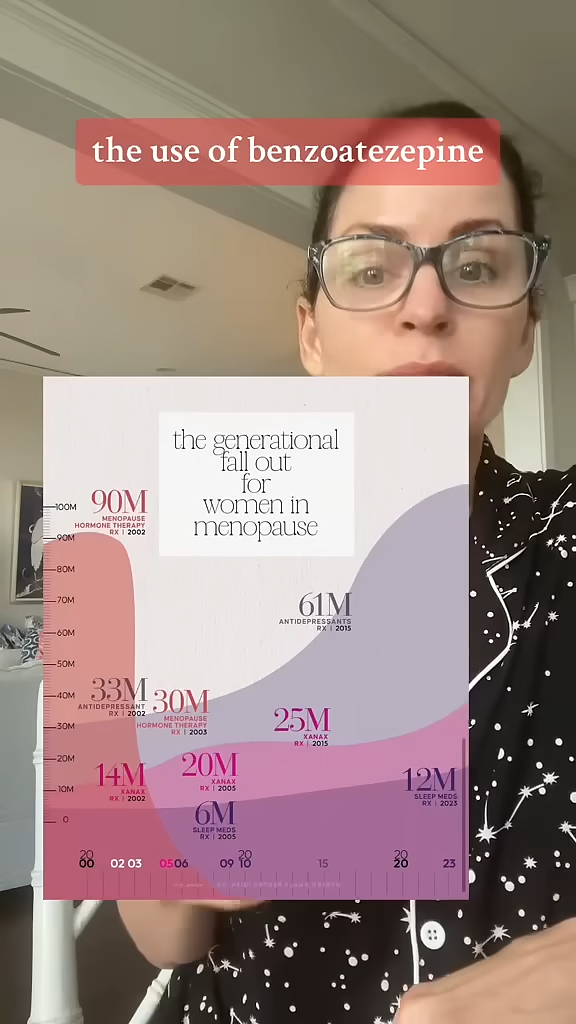 the use of benzoatezepine
the generational
fall out
for
women in
menopause
100M
90M
80M
70M
60M
50M
40M
30M
20M
10M
0
90M
MENOPAUSE
HORMONE THERAPY
RX | 2002
61M
ANTIDEPRESSANTS
RX | 2015
33M
ANTIDEPRESSANT
RX | 2002
30M
MENOPAUSE
HORMONE THERAPY
RX | 2003
25M
XANAX
RX | 2015
20M
XANAX
RX | 2005
14M
XANAX
RX | 2002
12M
SLEEP MEDS
RX | 2023
6M
SLEEP MEDS
RX | 2005
20 20 20
00 02 03 05 06 09 10 15 20 23